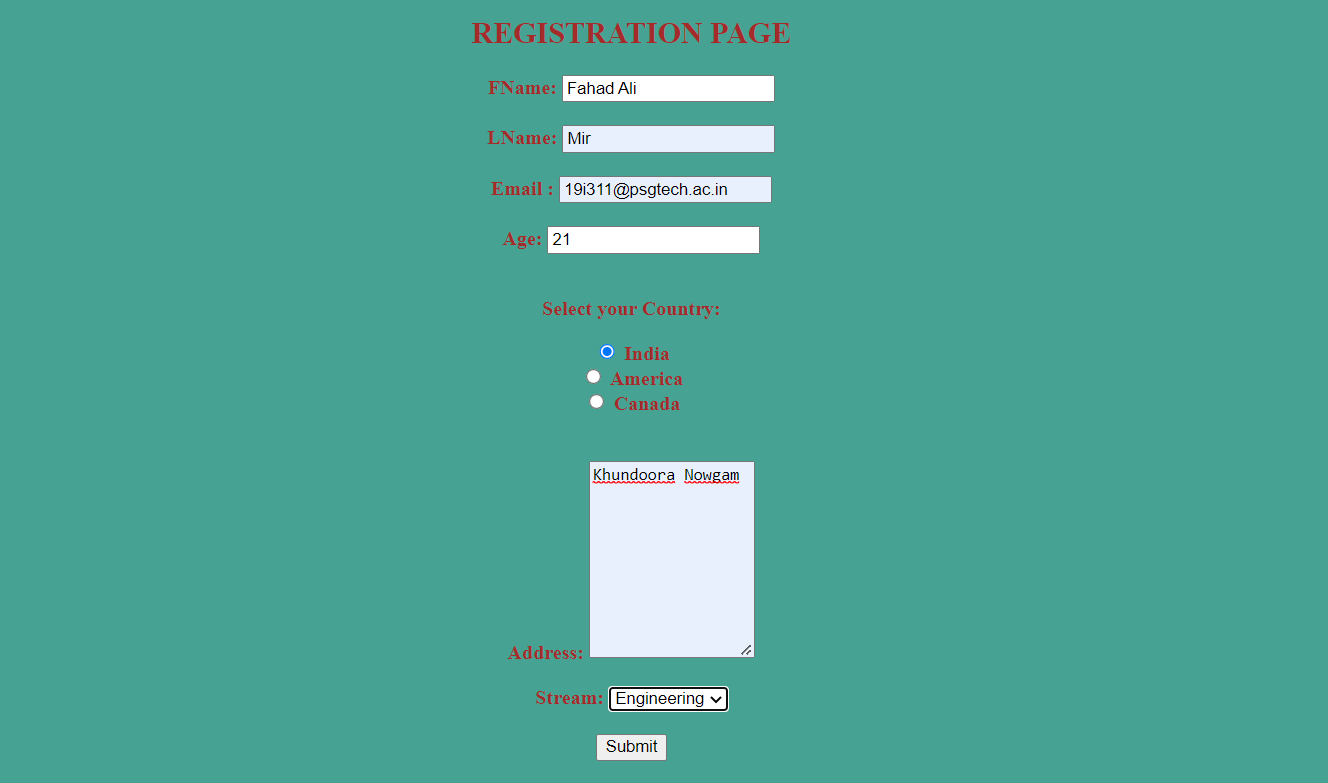 REGISTRATION PAGE
FName: Fahad Ali
LName: Mir
Email : 19i311@psgtech.ac.in
Age: 21
Select your Country:
India
America
Canada
Khundoora Nowgam
Address:
Stream: Engineering
Submit